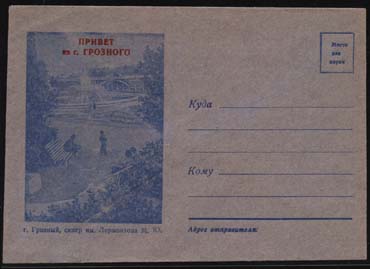 ПРИВЕТ
из г. ГРОЗНОГО
Место
для
марки
Куда
Кому
Адрес отправителя:
г. Грозный, сквер им. Лермонтова М. Ю.